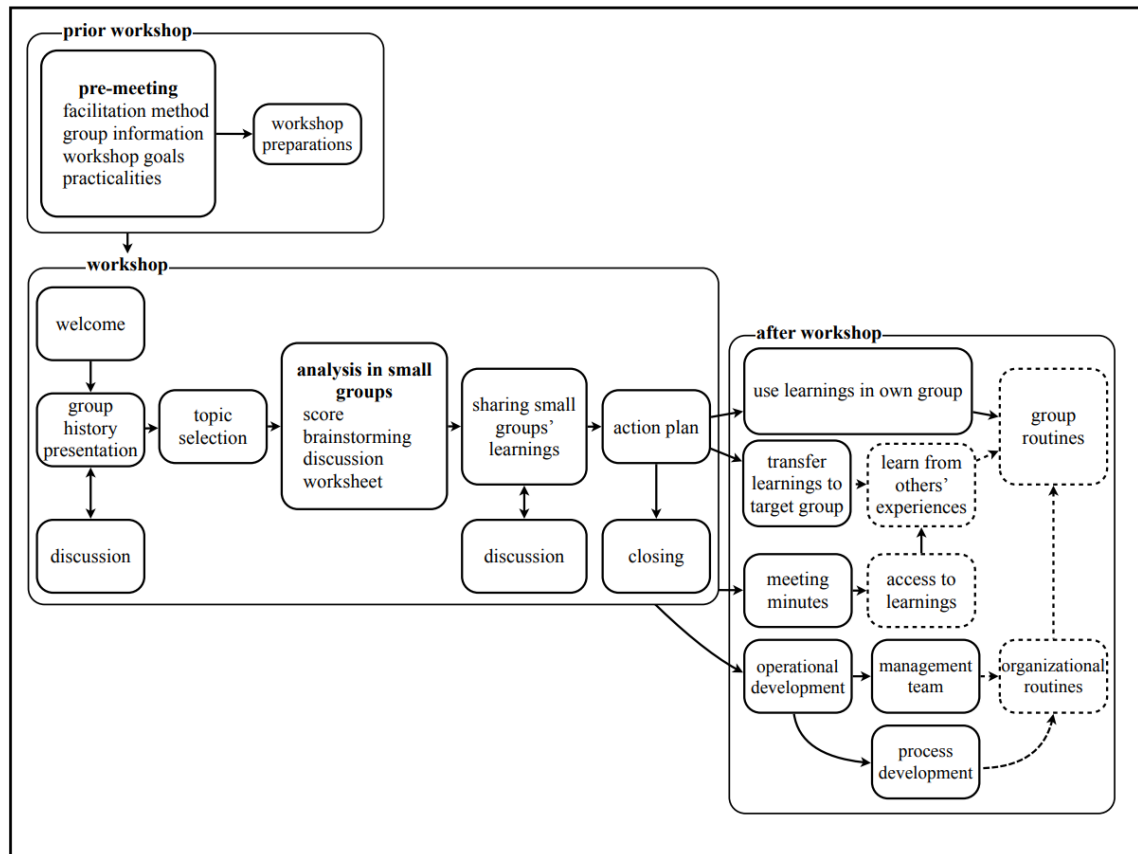 prior workshop
pre-meeting
facilitation method
group information
workshop goals
practicalities
workshop
preparations
workshop
welcome
group
history
presentation
discussion
topic
selection
analysis in small
groups
score
brainstorming
discussion
worksheet
sharing small
groups’
learnings
discussion
action plan
closing
after workshop
use learnings in own group
group
routines
transfer
learnings to
target group
learn from
others’
experiences
meeting
minutes
access to
learnings
operational
development
management
team
organizational
routines
process
development